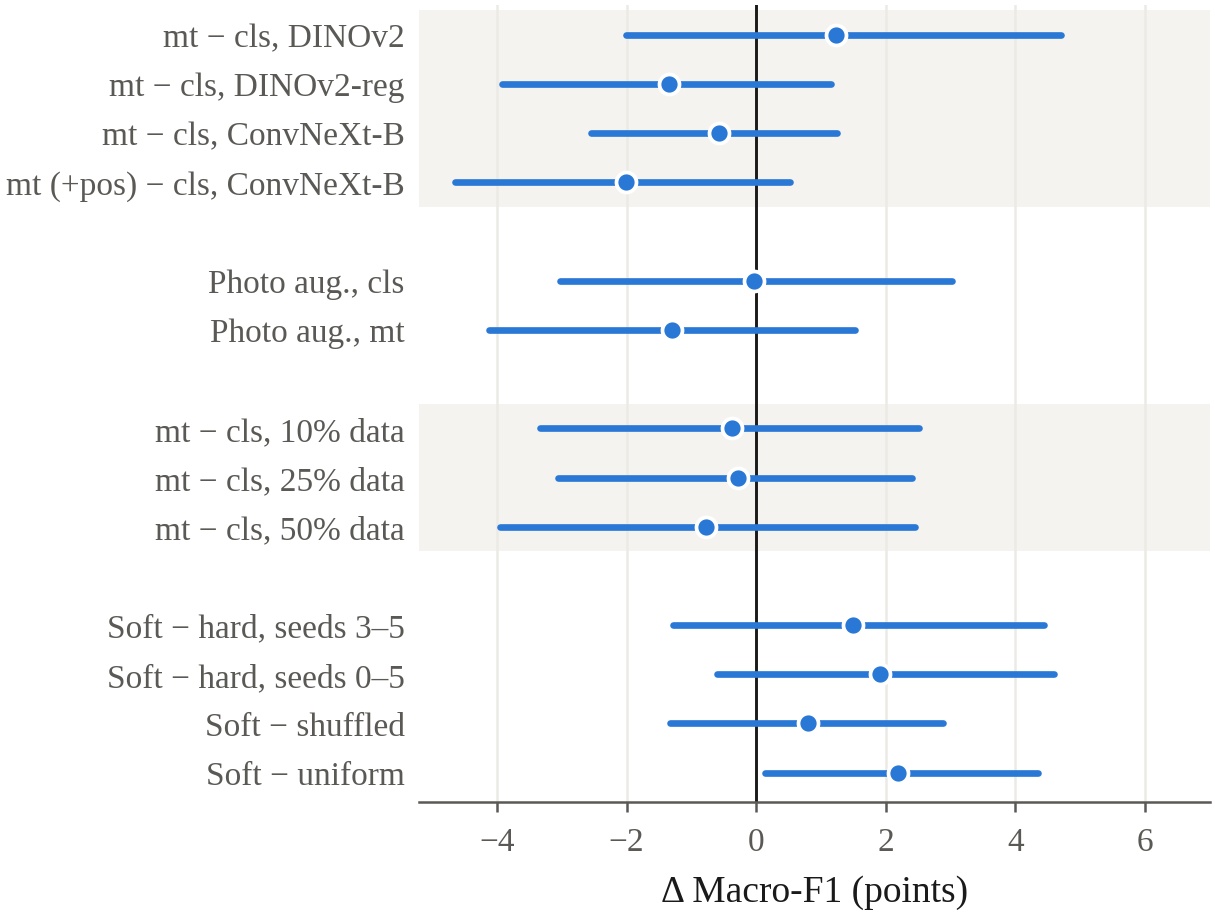 mt − cls, DINOv2
mt − cls, DINOv2-reg
mt − cls, ConvNeXt-B
mt (+pos) − cls, ConvNeXt-B
Photo aug., cls
Photo aug., mt
mt − cls, 10% data
mt − cls, 25% data
mt − cls, 50% data
Soft − hard, seeds 3–5
Soft − hard, seeds 0–5
Soft − shuffled
Soft − uniform
−4 −2 0 2 4 6
Δ Macro-F1 (points)